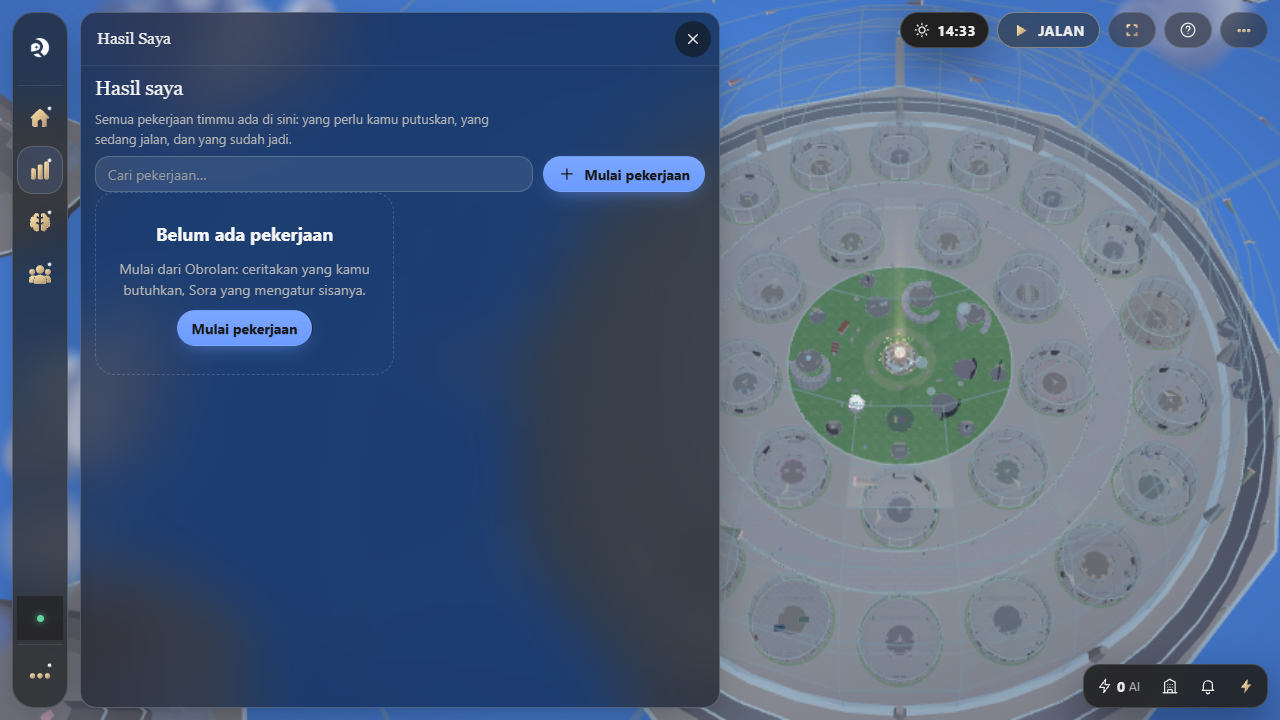 Hasil Saya
14:33
JALAN
Hasil saya
Semua pekerjaan timmu ada di sini: yang perlu kamu putuskan, yang
sedang jalan, dan yang sudah jadi.
Cari pekerjaan...
Mulai pekerjaan
Belum ada pekerjaan
Mulai dari Obrolan: ceritakan yang kamu
butuhkan, Sora yang mengatur sisanya.
Mulai pekerjaan
0 AI